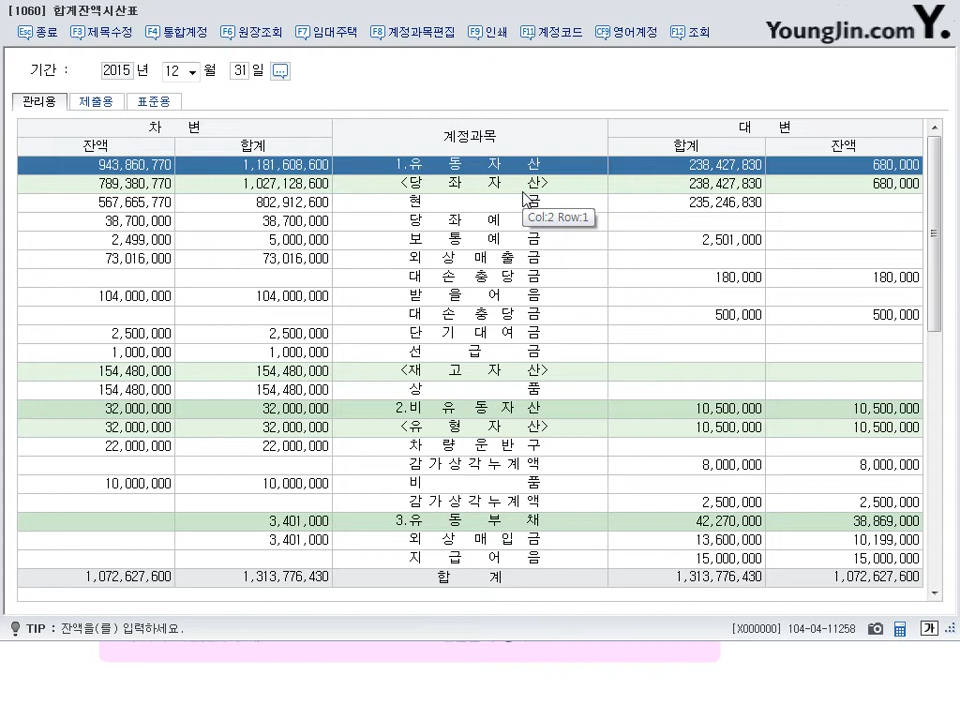 [1060] 합계잔액시산표
Esc 종료 F3 제목수정 F4 통합계정 F6 원장조회 F7 임대주택 F8 계정과목편집 F9 인쇄 F11 계정코드 CF9 영어계정 F12 조회
YoungJin.com Y.
기간 : 2015 년 12 월 31 일 ...
관리용 제출용 표준용
차 변 계정과목 대 변
잔액 합계 합계 잔액
943,860,770 1,181,608,600 1.유 동 자 산 238,427,830 680,000
789,380,770 1,027,128,600 <당 좌 자 산> 238,427,830 680,000
567,665,770 802,912,600 현 금 235,246,830
Col:2 Row:1
38,700,000 38,700,000 당 좌 예
2,499,000 5,000,000 보 통 예 금 2,501,000
73,016,000 73,016,000 외 상 매 출 금
대 손 충 당 금 180,000 180,000
104,000,000 104,000,000 받 을 어 음
대 손 충 당 금 500,000 500,000
2,500,000 2,500,000 단 기 대 여 금
1,000,000 1,000,000 선 급 금
154,480,000 154,480,000 <재 고 자 산>
154,480,000 154,480,000 상 품
32,000,000 32,000,000 2.비 유 동 자 산 10,500,000 10,500,000
32,000,000 32,000,000 <유 형 자 산> 10,500,000 10,500,000
22,000,000 22,000,000 차 량 운 반 구
감 가 상 각 누 계 액 8,000,000 8,000,000
10,000,000 10,000,000 비 품
감 가 상 각 누 계 액 2,500,000 2,500,000
3,401,000 3.유 동 부 채 42,270,000 38,869,000
3,401,000 외 상 매 입 금 13,600,000 10,199,000
지 급 어 음 15,000,000 15,000,000
1,072,627,600 1,313,776,430 합 계 1,313,776,430 1,072,627,600
TIP : 잔액을(를) 입력하세요. [X000000] 104-04-11258 가